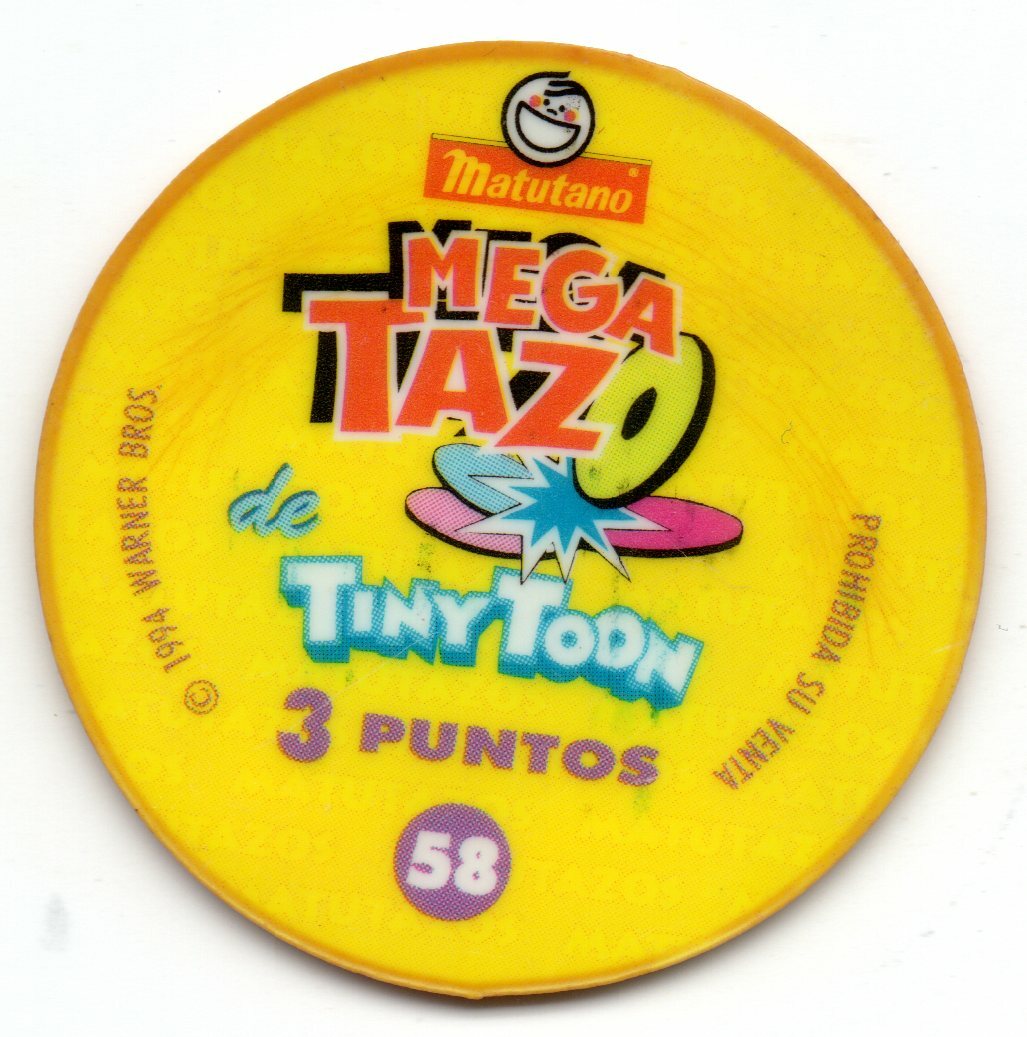 Matutano®
MEGA
TAZO
de
TINY TOON
3 PUNTOS
58
© 1994 WARNER BROS.
PROHIBIDA SU VENTA